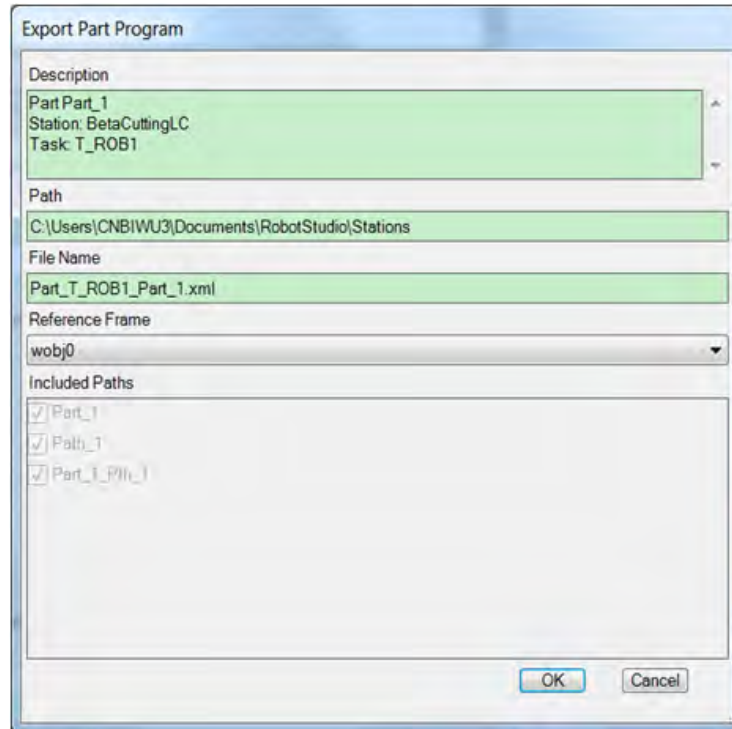 Export Part Program
Description
Part Part_1
Station: BetaCuttingLC
Task: T_ROB1
Path
C:\Users\CNBIWU3\Documents\RobotStudio\Stations
File Name
Part_T_ROB1_Part_1.xml
Reference Frame
wobj0
Included Paths
Part_1
Path_1
Part_1_Pth_1
OK
Cancel